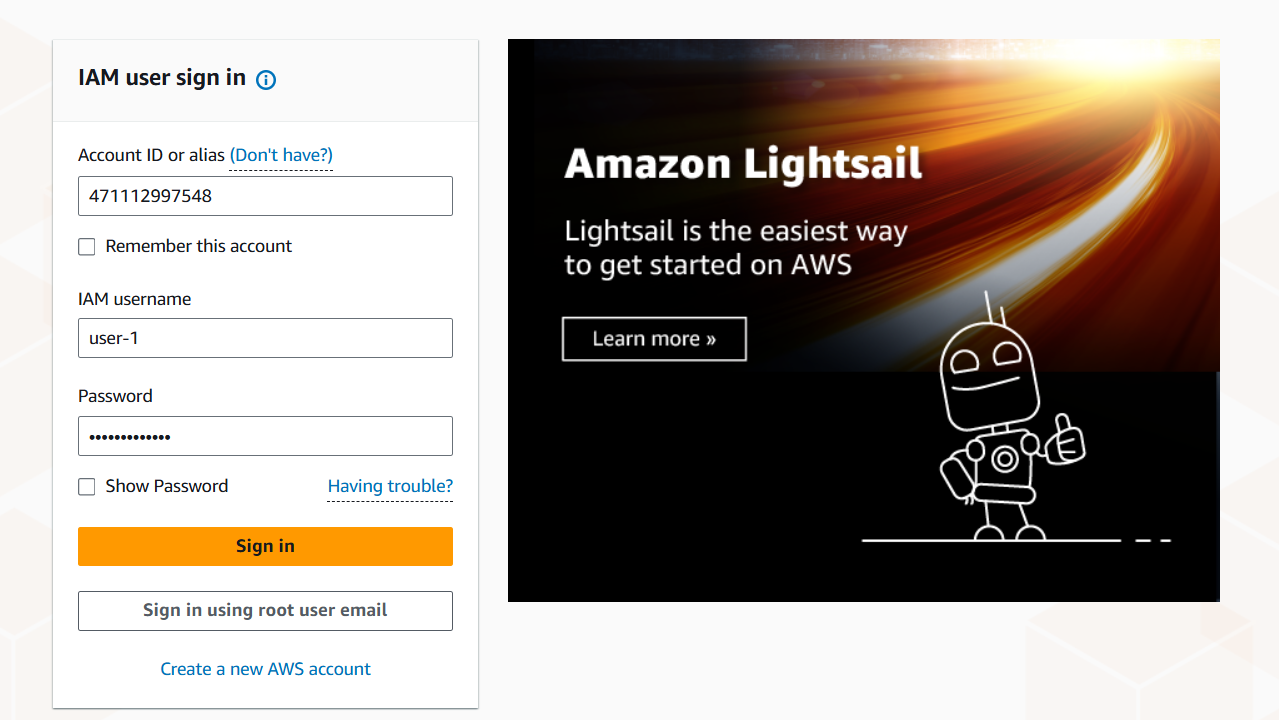 IAM user sign in
Account ID or alias (Don't have?)
471112997548
Remember this account
IAM username
user-1
Password
•••••••••••••
Show Password
Having trouble?
Sign in
Sign in using root user email
Create a new AWS account
Amazon Lightsail
Lightsail is the easiest way
to get started on AWS
Learn more »